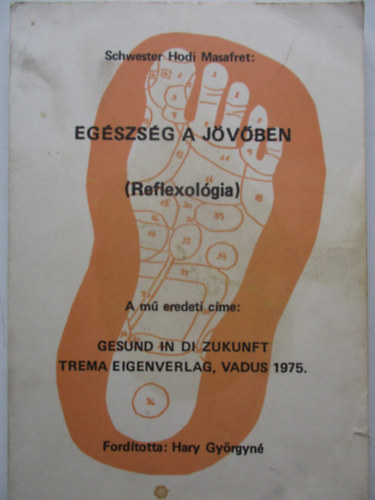 Schwester Hodi Masafret:
EGÉSZSÉG A JÖVŐBEN
(Reflexológia)
A mű eredeti címe:
GESUND IN DI ZUKUNFT
TREMA EIGENVERLAG, VADUS 1975.
36
Fordította: Hary Györgyné